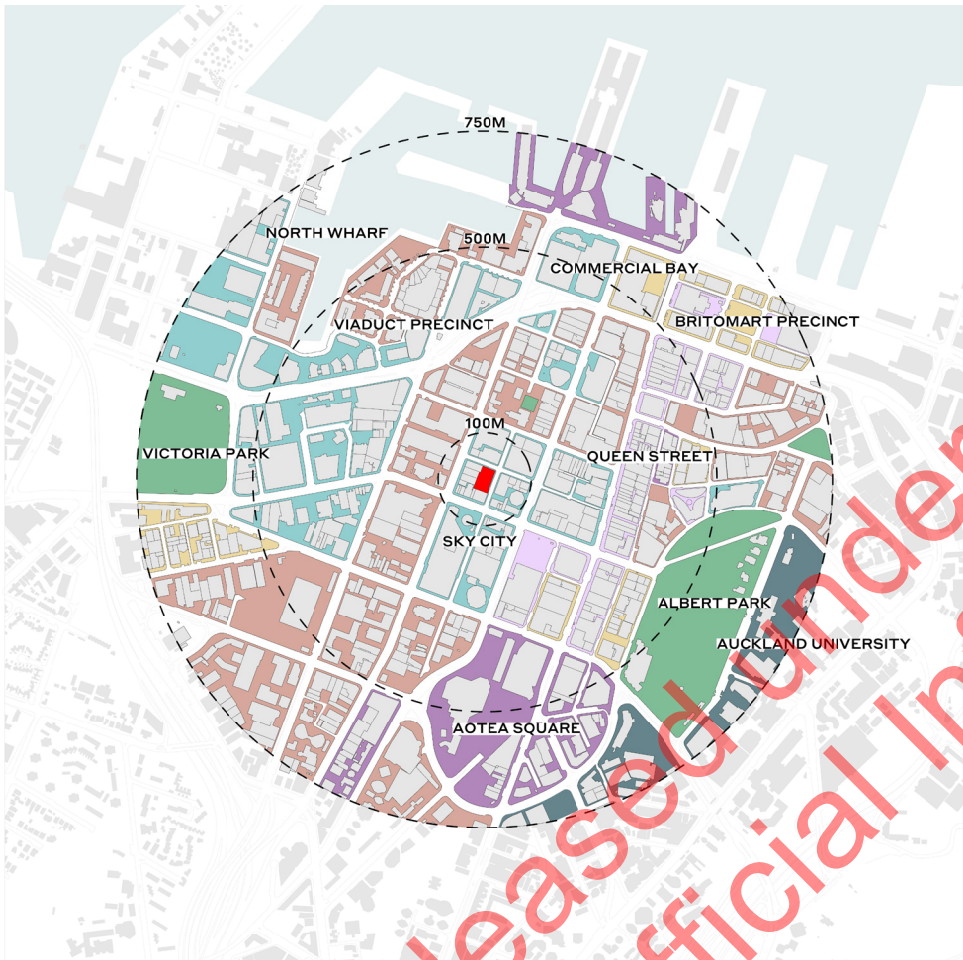 750M
NORTH WHARF
500M
COMMERCIAL BAY
VIADUCT PRECINCT
BRITOMART PRECINCT
100M
VICTORIA PARK
QUEEN STREET
SKY CITY
ALBERT PARK
AUCKLAND UNIVERSITY
AOTEA SQUARE
leased under
fficial In